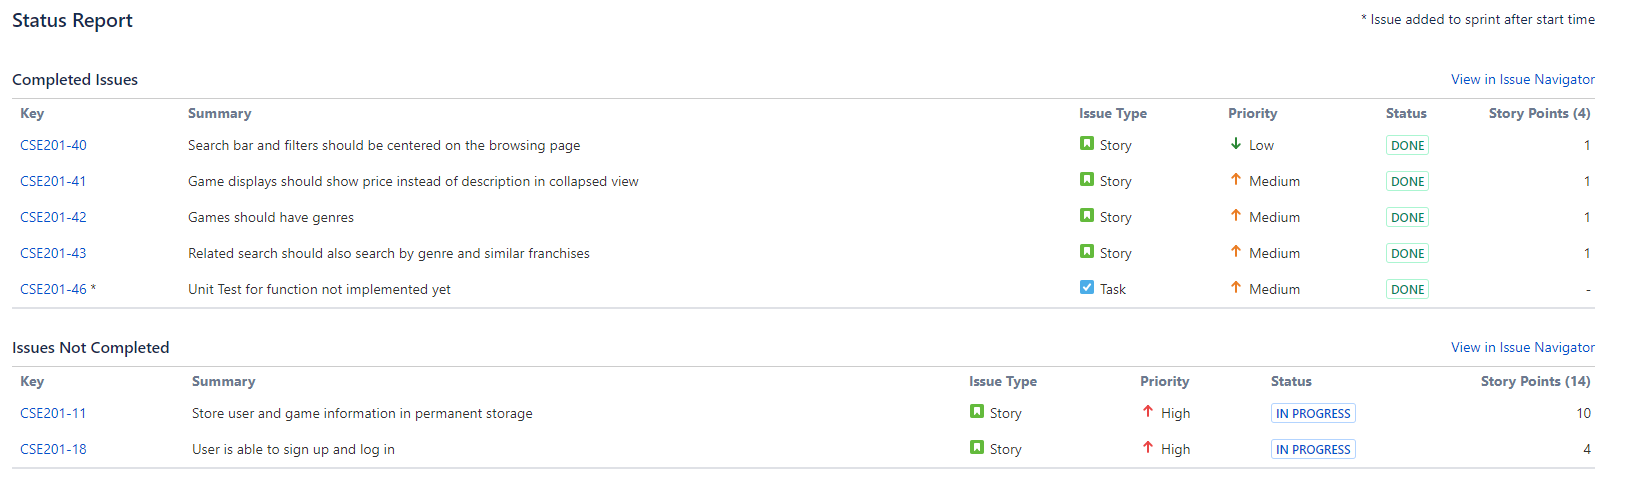 Status Report
* Issue added to sprint after start time
Completed Issues
View in Issue Navigator
Key Summary Issue Type Priority Status Story Points (4)
CSE201-40 Search bar and filters should be centered on the browsing page Story Low DONE 1
CSE201-41 Game displays should show price instead of description in collapsed view Story Medium DONE 1
CSE201-42 Games should have genres Story Medium DONE 1
CSE201-43 Related search should also search by genre and similar franchises Story Medium DONE 1
CSE201-46 * Unit Test for function not implemented yet Task Medium DONE -
Issues Not Completed
View in Issue Navigator
Key Summary Issue Type Priority Status Story Points (14)
CSE201-11 Store user and game information in permanent storage Story High IN PROGRESS 10
CSE201-18 User is able to sign up and log in Story High IN PROGRESS 4